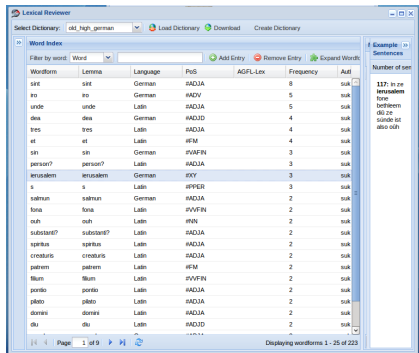 Lexical Reviewer
Select Dictionary: old_high_german Load Dictionary Download Create Dictionary
Word Index
Filter by word: Word Add Entry Remove Entry Expand
Wordform Lemma Language PoS AGFL-Lex Frequency
sint sint German #ADJA 8 suk
iro iro German #ADV 5 suk
unde unde Latin #ADJA 5 suk
dea dea German #ADJD 4 suk
tres tres Latin #ADJA 4 suk
et et Latin #FM 4 suk
sin sin German #VAFIN 3 suk
person? person? Latin #ADJA 3 suk
ierusalem ierusalem German #XY 3 suk
s s Latin #PPER 3 suk
salmun salmun German #ADJA 2 suk
fona fona Latin #VVFIN 2 suk
ouh ouh Latin #NN 2 suk
substanti? substanti? Latin #ADJA 2 suk
spiritus spiritus Latin #ADJA 2 suk
creaturis creaturis Latin #ADJA 2 suk
patrem patrem Latin #FM 2 suk
filium filium Latin #VVFIN 2 suk
pontio pontio Latin #ADJA 2 suk
pilato pilato Latin #ADJA 2 suk
domini domini Latin #ADJA 2 suk
diu diu Latin #ADJD 2 suk
Page 1 of 9 Displaying wordforms 1 - 25 of 223
Example
Sentences
Number of
117: in ze
ierusalem
fone
bethleem
diu ze
sünde ist
also oůh